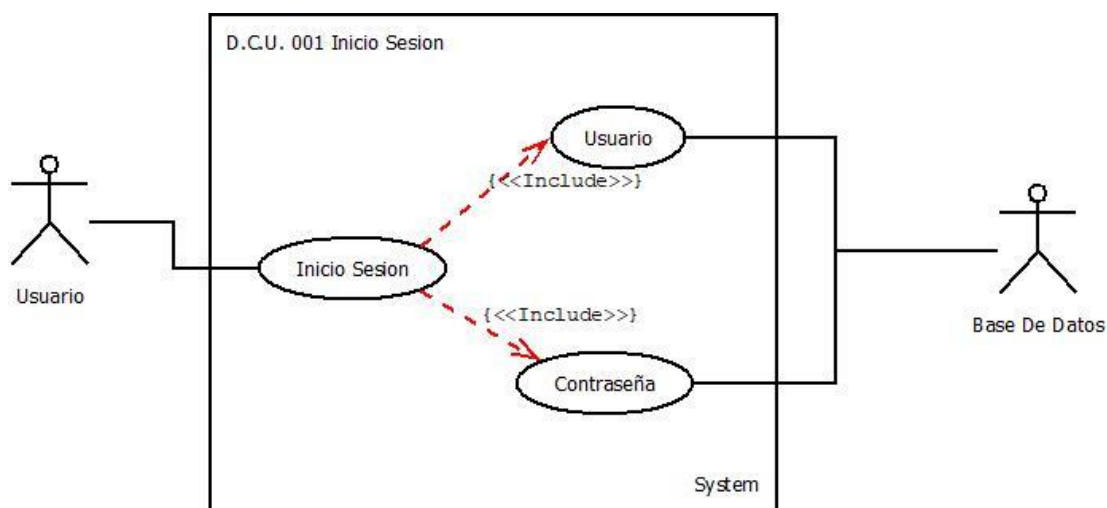 D.C.U. 001 Inicio Sesion
Usuario
{<<Include>>}
Usuario
Inicio Sesion
{<<Include>>}
Base De Datos
Contraseña
System